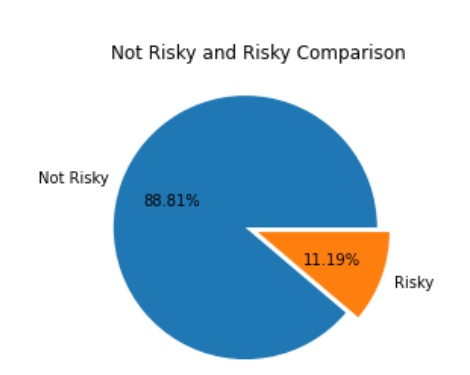 Not Risky and Risky Comparison
Not Risky
88.81%
11.19%
Risky